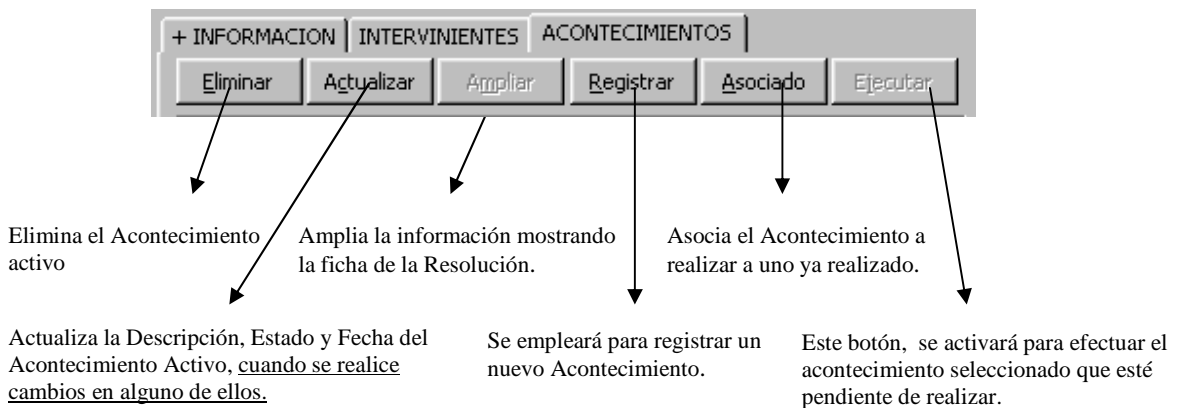 + INFORMACION INTERVINIENTES ACONTECIMIENTOS
Eliminar Actualizar Ampliar Registrar Asociado Ejecutar
Elimina el Acontecimiento
activo
Amplia la información mostrando
la ficha de la Resolución.
Asocia el Acontecimiento a
realizar a uno ya realizado.
Actualiza la Descripción, Estado y Fecha del
Acontecimiento Activo, cuando se realice
cambios en alguno de ellos.
Se empleará para registrar un
nuevo Acontecimiento.
Este botón, se activará para efectuar el
acontecimiento seleccionado que esté
pendiente de realizar.